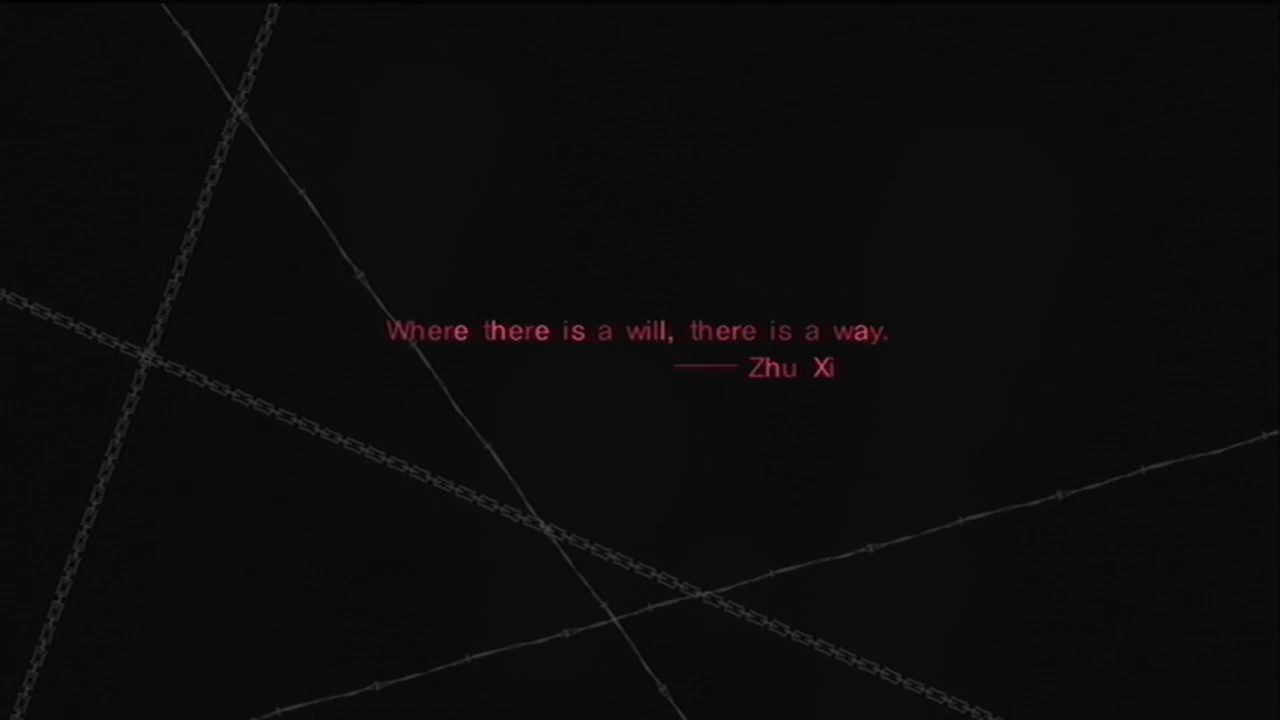 Where there is a will, there is a way.
—— Zhu Xi